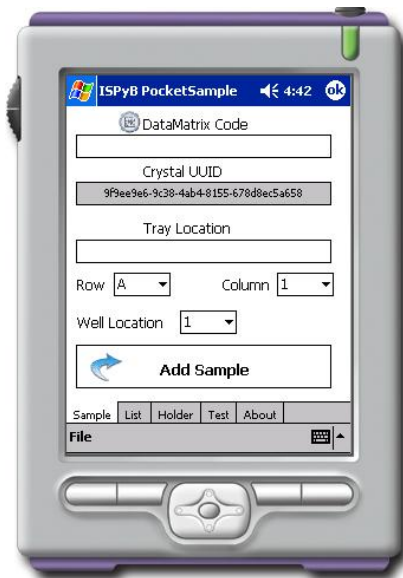 ISPyB PocketSample 4:42 ok
DataMatrix Code
Crystal UUID
9f9ee9e6-9c38-4ab4-8155-678d8ec5a658
Tray Location
Row A Column 1
Well Location 1
Add Sample
Sample List Holder Test About
File